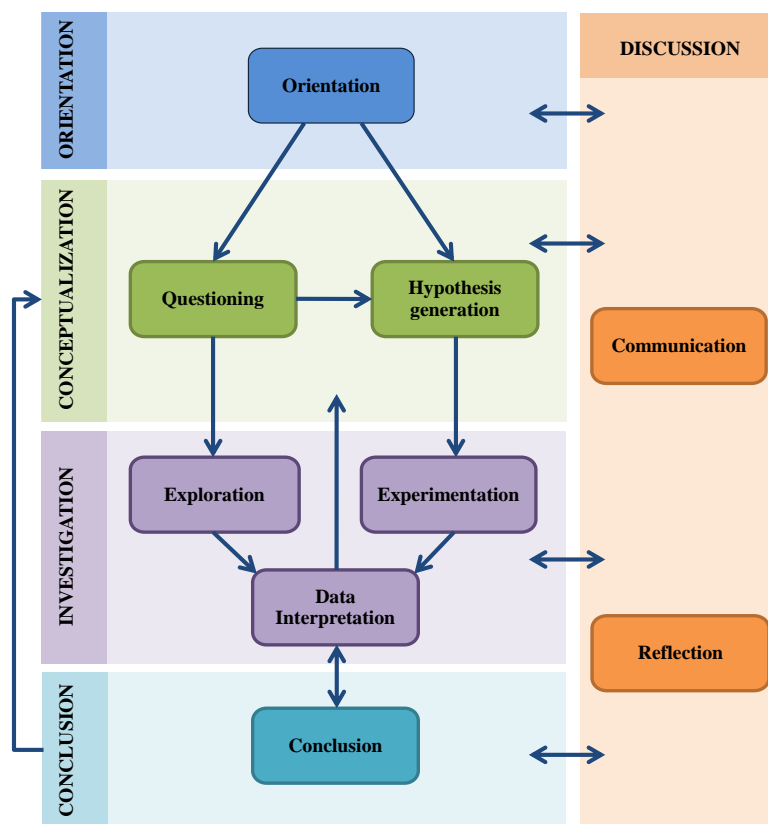 ORIENTATION
Orientation
DISCUSSION
CONCEPTUALIZATION
Questioning
Hypothesis
generation
Communication
INVESTIGATION
Exploration
Experimentation
Data
Interpretation
Reflection
CONCLUSION
Conclusion